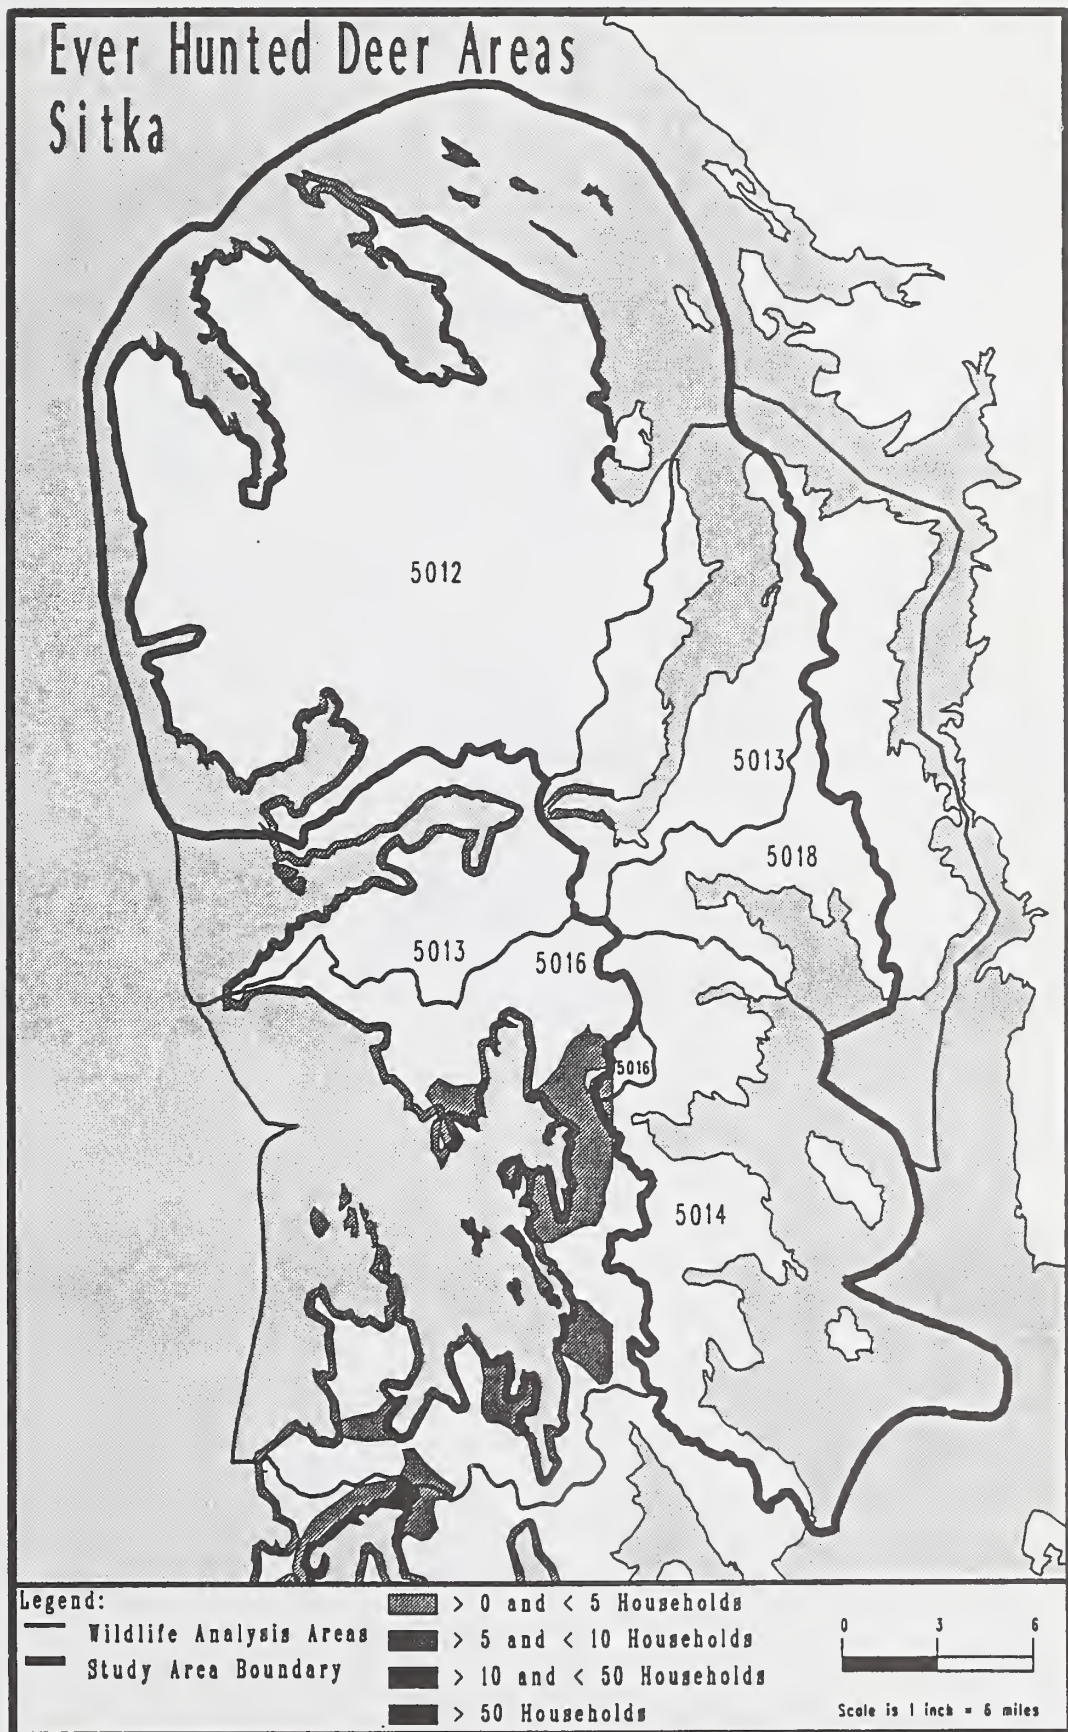 Ever Hunted Deer Areas
Sitka
5012
5013
5018
5013
5016
5016
5014
Legend:
Wildlife Analysis Areas
Study Area Boundary
> 0 and < 5 Households
> 5 and < 10 Households
> 10 and < 50 Households
> 50 Households
0 3 6
Scale is 1 inch = 6 miles